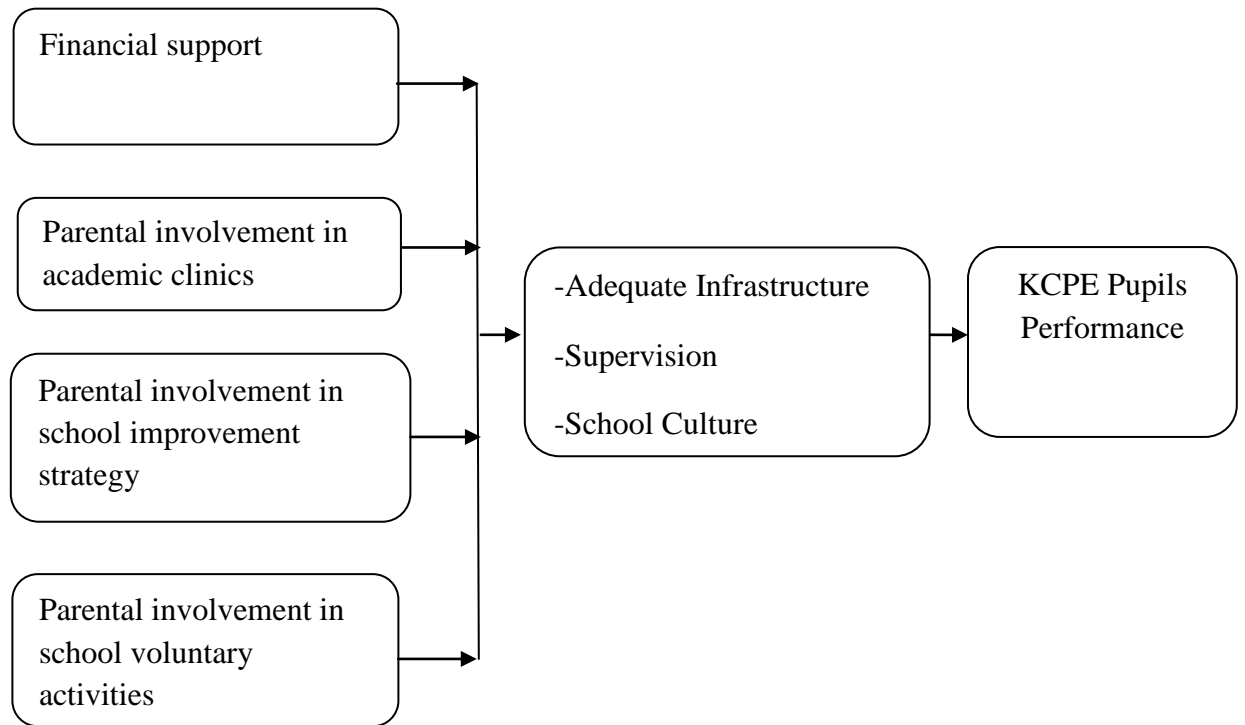 Financial support
Parental involvement in
academic clinics
Parental involvement in
school improvement
strategy
Parental involvement in
school voluntary
activities
-Adequate Infrastructure
-Supervision
-School Culture
KCPE Pupils
Performance